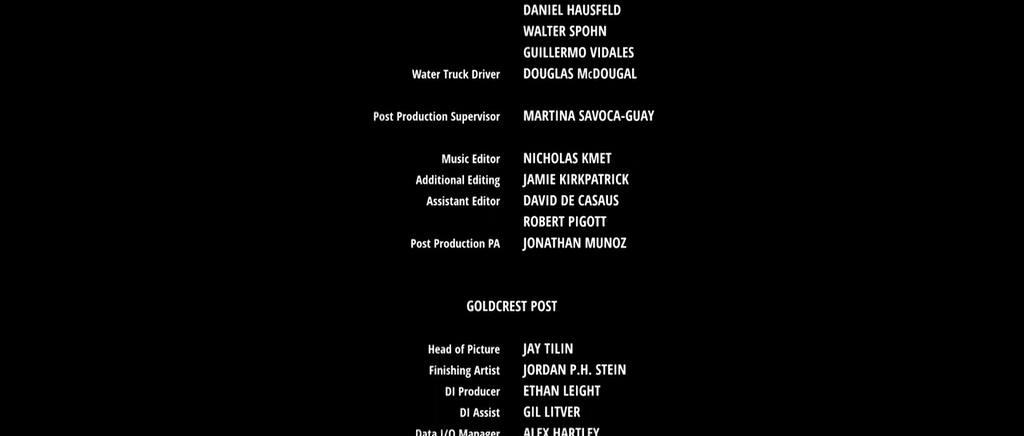 DANIEL HAUSFELD
WALTER SPOHN
GUILLERMO VIDALES
Water Truck Driver DOUGLAS McDOUGAL
Post Production Supervisor MARTINA SAVOCA-GUAY
Music Editor NICHOLAS KMET
Additional Editing JAMIE KIRKPATRICK
Assistant Editor DAVID DE CASAUS
ROBERT PIGOTT
Post Production PA JONATHAN MUNOZ
GOLDCREST POST
Head of Picture JAY TILIN
Finishing Artist JORDAN P.H. STEIN
DI Producer ETHAN LEIGHT
DI Assist GIL LITVER
Data I/O Manager ALEX HARTLEY